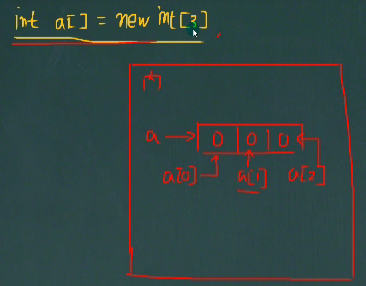 int a[] = new int[3]
a → 0 0 0
a[0] a[1] a[2]